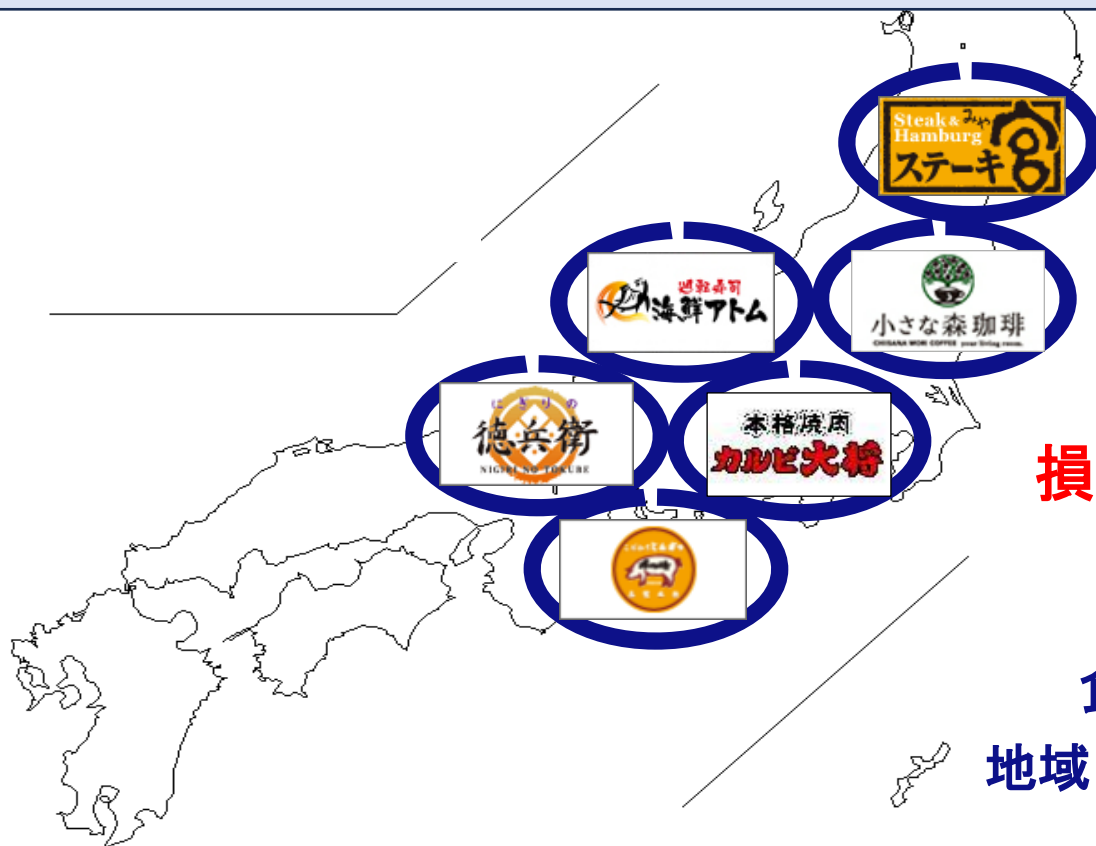 Steak & みや
Hamburg
ステーキ 宮
廻転寿司
海鮮アトム
小さな森珈琲
CHIISANA MORI COFFEE your living room.
にぎりの
徳兵衛
NIGIRI NO TOKUBE
本格焼肉
カルビ大将
損
地域